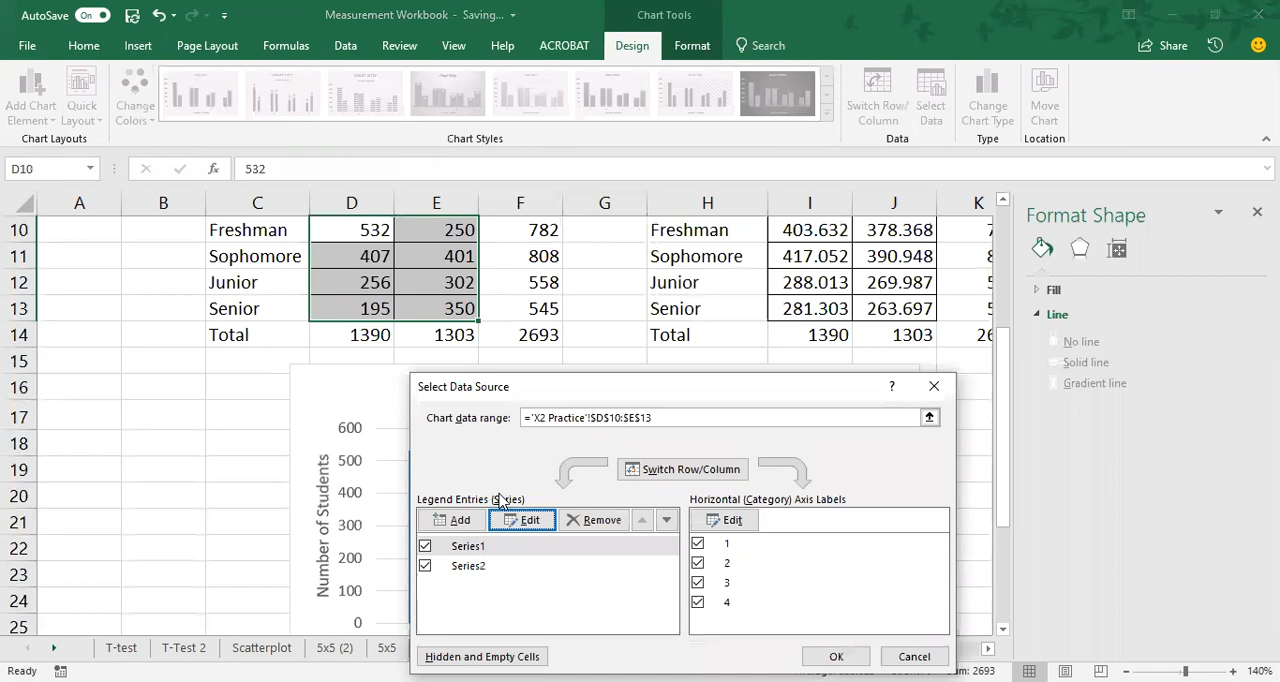 AutoSave On Measurement Workbook - Saving... Chart Tools
File Home Insert Page Layout Formulas Data Review View Help ACROBAT Design Format Search Share
Add Chart Element Quick Layout Change Colors Switch Row/ Column Select Data Change Chart Type Move Chart
Chart Layouts Chart Styles Data Type Location
D10 fx 532
A B C D E F G H I J K
Format Shape
10 Freshman 532 250 782 Freshman 403.632 378.368
11 Sophomore 407 401 808 Sophomore 417.052 390.948
12 Junior 256 302 558 Junior 288.013 269.987
13 Senior 195 350 545 Senior 281.303 263.697
14 Total 1390 1303 2693 Total 1390 1303
Fill
Line
No line
Solid line
Gradient line
15
16
17
18
19
20
21
22
23
24
25
Number of Students
600
500
400
300
200
100
0
Select Data Source ?
Chart data range: ='X2 Practice'!$D$10:$E$13
Switch Row/Column
Legend Entries (Series) Horizontal (Category) Axis Labels
Add Edit Remove Edit
Series1
Series2
1
2
3
4
Hidden and Empty Cells OK Cancel
T-test T-Test 2 Scatterplot 5x5 (2) 5x5
Ready 2693 140%